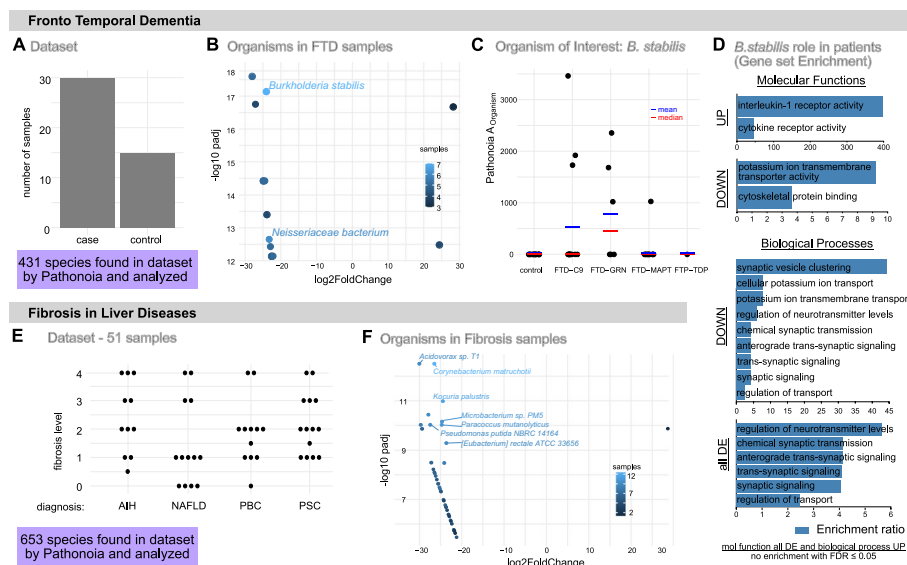 Fronto Temporal Dementia
A Dataset
number of samples
30
20
10
0
case
control
431 species found in dataset
by Pathonoia and analyzed
B Organisms in FTD samples
-log10 padj
18
17
16
15
14
13
12
Burkholderia stabilis
Neisseriaceae bacterium
samples
7
6
5
4
3
-20
0
20
log2FoldChange
C Organism of Interest: B. stabilis
Pathonoia A Organism
3000
2000
1000
0
mean
median
control
FTD-C9
FTD-GRN
FTD-MAPT
FTP-TDP
D B.stabilis role in patients
(Gene set Enrichment)
Molecular Functions
UP
interleukin-1 receptor activity
cytokine receptor activity
0 100 200 300 400
DOWN
potassium ion transmembrane
transporter activity
cytoskeletal protein binding
0 1 2 3 4 5 6 7 8 9 10
Biological Processes
DOWN
synaptic vesicle clustering
cellular potassium ion transport
potassium ion transmembrane transport
regulation of neurotransmitter levels
chemical synaptic transmission
anterograde trans-synaptic signaling
trans-synaptic signaling
synaptic signaling
regulation of transport
0 5 10 15 20 25 30 35 40 45
all DE
regulation of neurotransmitter levels
chemical synaptic transmission
anterograde trans-synaptic signaling
trans-synaptic signaling
synaptic signaling
regulation of transport
0 1 2 3 4 5 6
Enrichment ratio
mol function all DE and biological process UP
no enrichment with FDR ≤ 0.05
Fibrosis in Liver Diseases
E Dataset - 51 samples
fibrosis level
4
3
2
1
0
diagnosis: AIH NAFLD PBC PSC
653 species found in dataset
by Pathonoia and analyzed
F Organisms in Fibrosis samples
-log10 padj
11
9
7
Acidovorax sp. T1
Corynebacterium matruchotii
Kocuria palustris
Microbacterium sp. PM5
Paracoccus mutanolyticus
Pseudomonas putida NBRC 14164
[Eubacterium] rectale ATCC 33656
samples
12
7
2
-30 -20 0 20 30
log2FoldChange